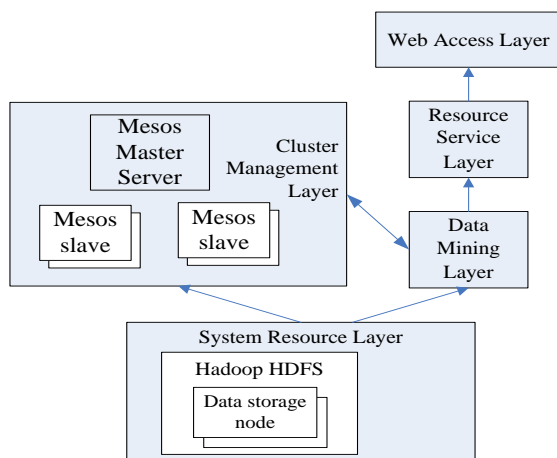 Web Access Layer
Mesos
Master
Server
Cluster
Management
Layer
Mesos
slave
Mesos
slave
Resource
Service
Layer
Data
Mining
Layer
System Resource Layer
Hadoop HDFS
Data storage
node